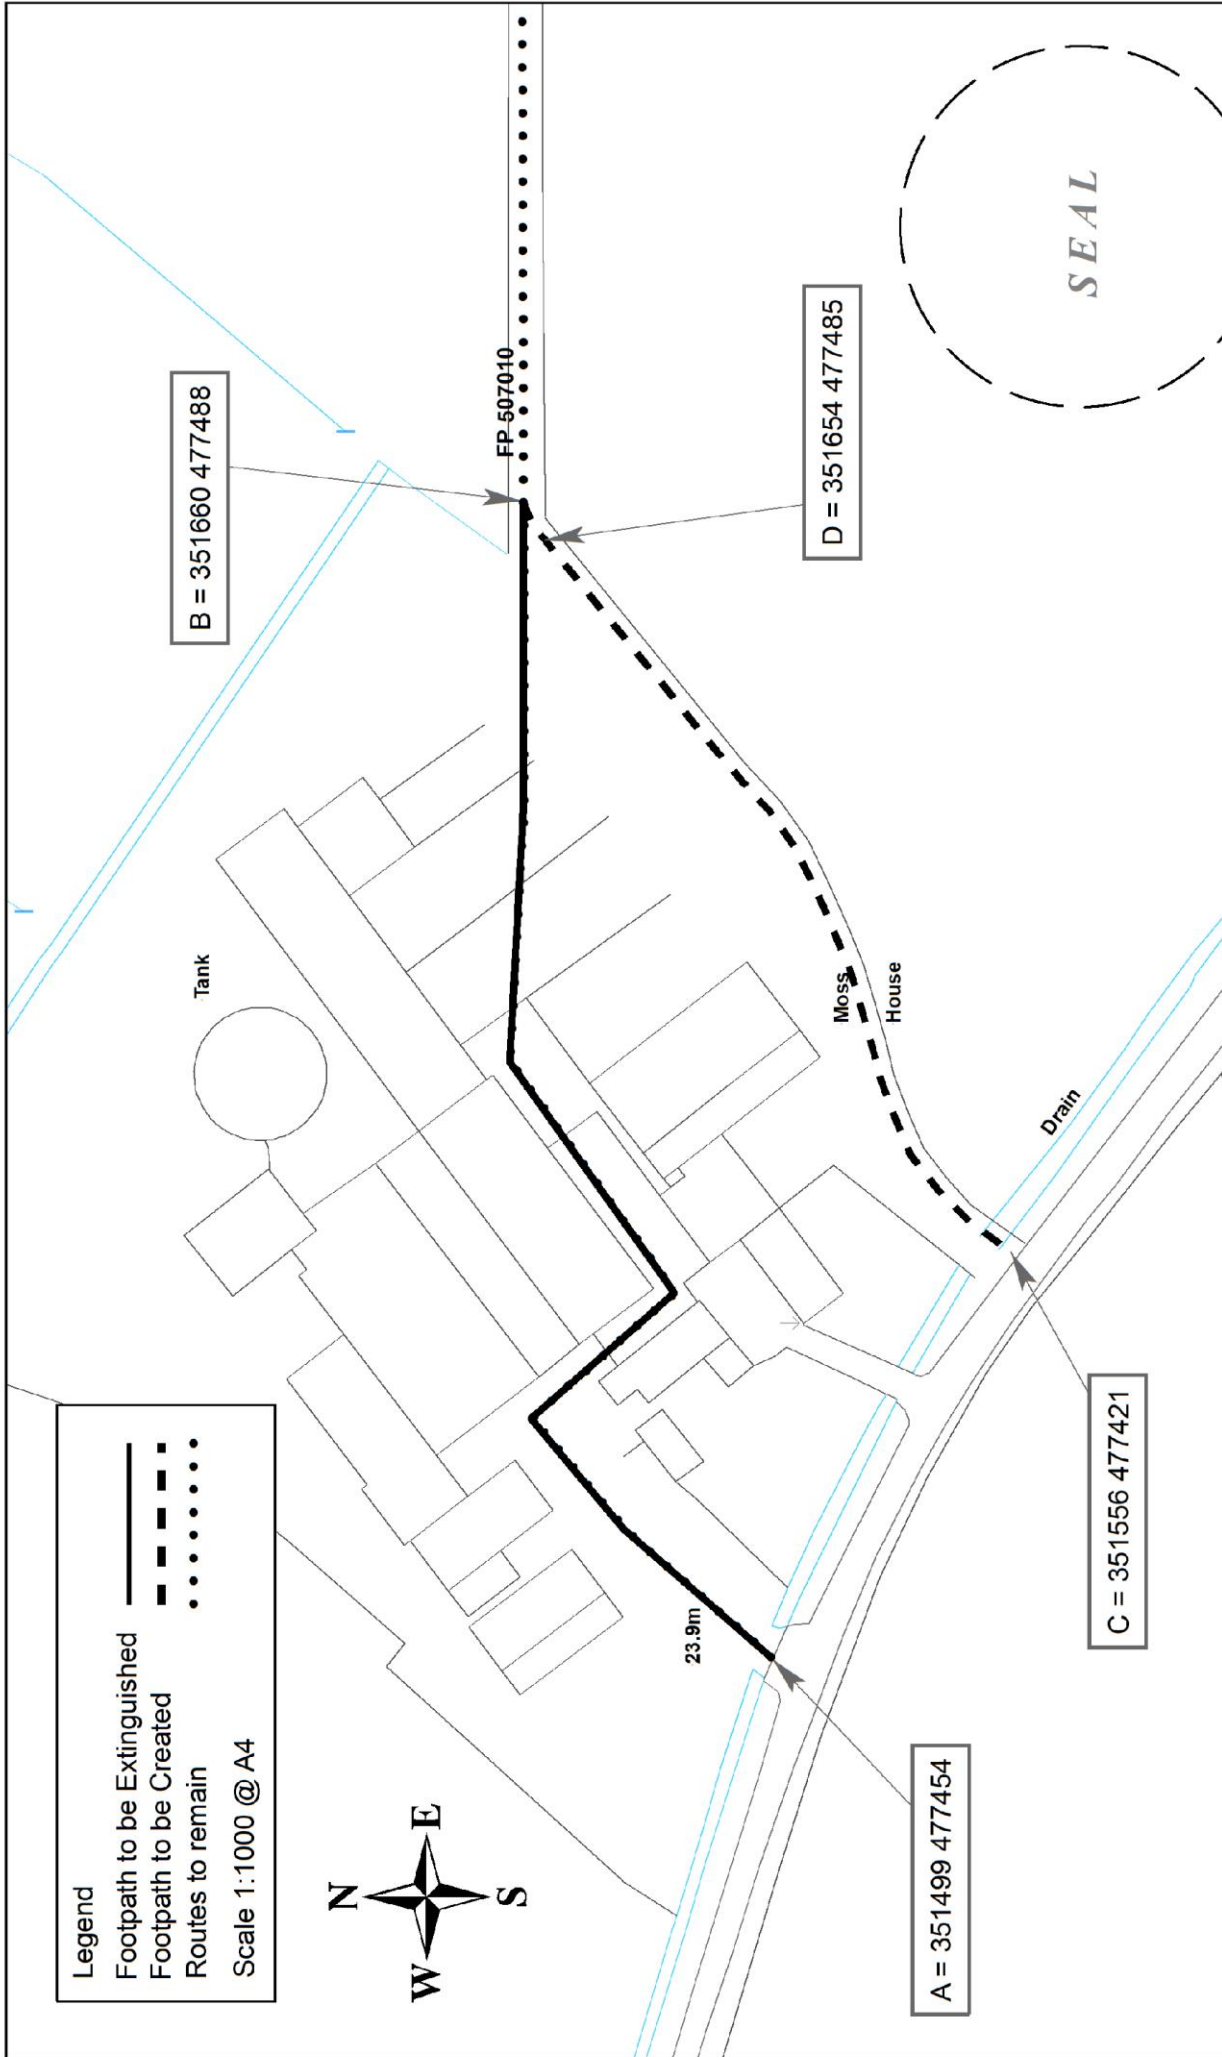 Legend
Footpath to be Extinguished
Footpath to be Created
Routes to remain
Scale 1:1000 @ A4
N
W
E
S
Tank
B = 351660 477488
FP 507010
23.9m
Moss
House
D = 351654 477485
Drain
A = 351499 477454
C = 351556 477421
SEAL